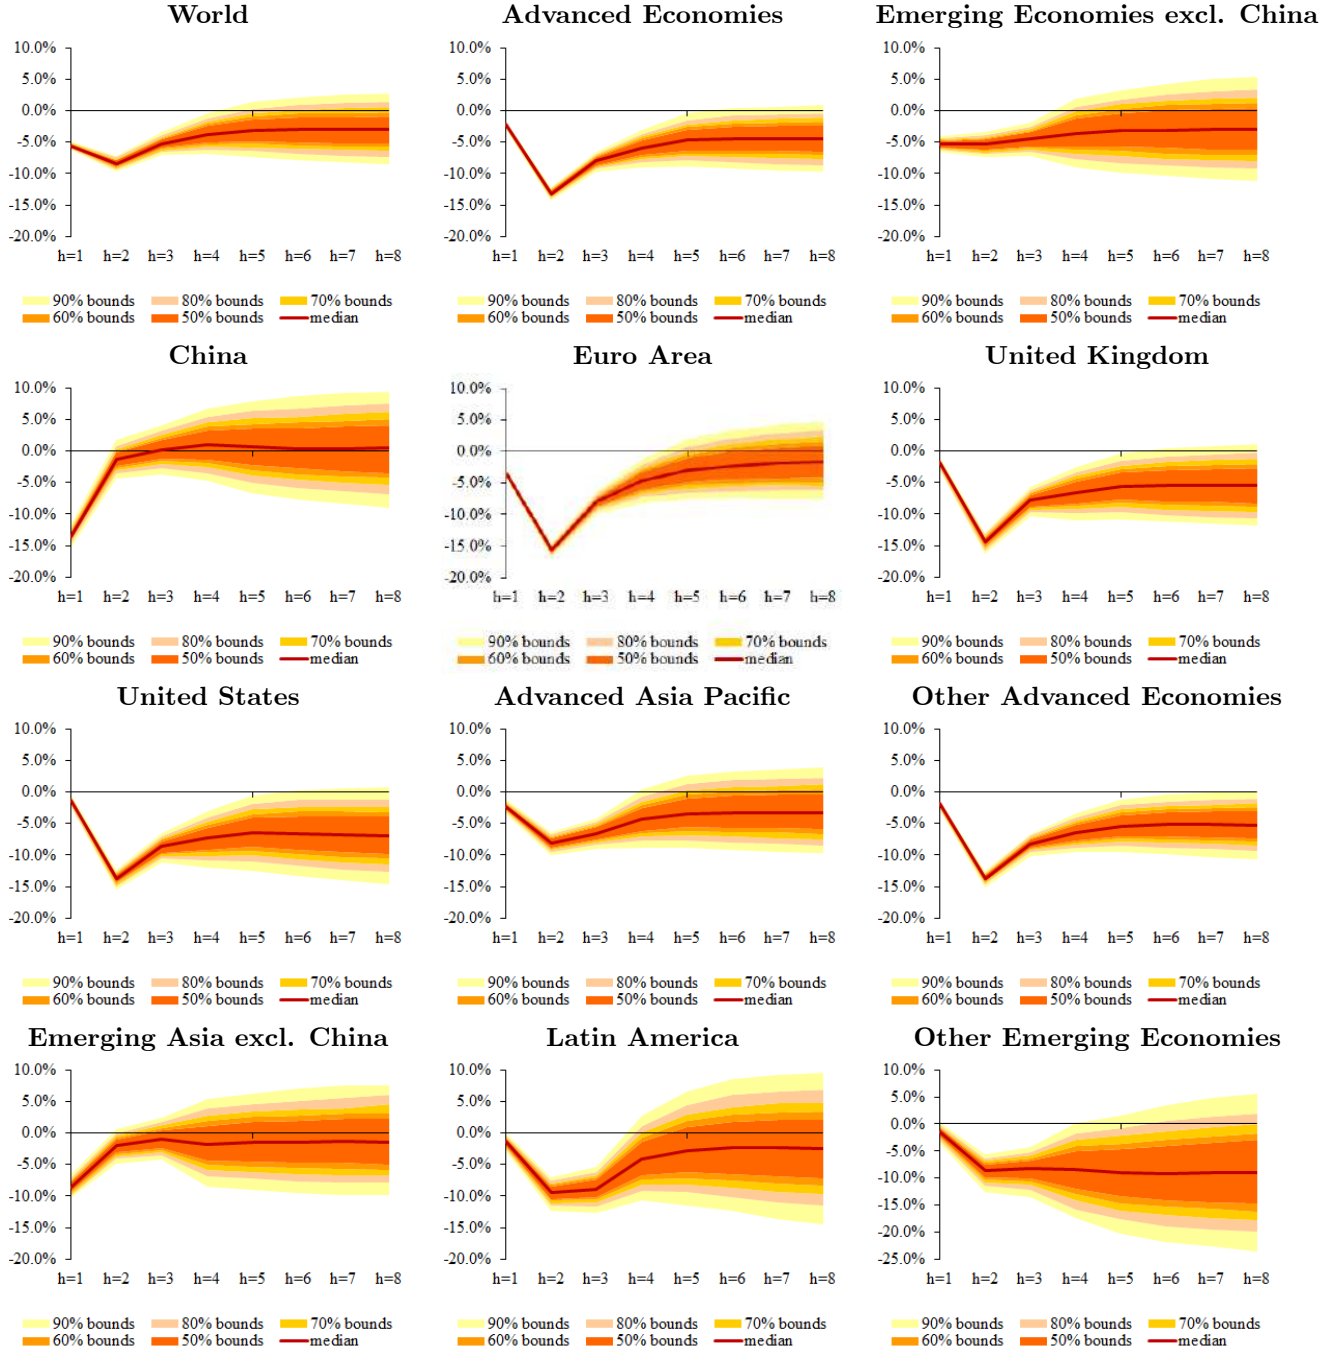 World
10.0%
5.0%
0.0%
-5.0%
-10.0%
-15.0%
-20.0%
h=1 h=2 h=3 h=4 h=5 h=6 h=7 h=8
90% bounds 80% bounds 70% bounds
60% bounds 50% bounds median
Advanced Economies
10.0%
5.0%
0.0%
-5.0%
-10.0%
-15.0%
-20.0%
h=1 h=2 h=3 h=4 h=5 h=6 h=7 h=8
90% bounds 80% bounds 70% bounds
60% bounds 50% bounds median
Emerging Economies excl. China
10.0%
5.0%
0.0%
-5.0%
-10.0%
-15.0%
-20.0%
h=1 h=2 h=3 h=4 h=5 h=6 h=7 h=8
90% bounds 80% bounds 70% bounds
60% bounds 50% bounds median
China
10.0%
5.0%
0.0%
-5.0%
-10.0%
-15.0%
-20.0%
h=1 h=2 h=3 h=4 h=5 h=6 h=7 h=8
90% bounds 80% bounds 70% bounds
60% bounds 50% bounds median
Euro Area
10.0%
5.0%
0.0%
-5.0%
-10.0%
-15.0%
-20.0%
h=1 h=2 h=3 h=4 h=5 h=6 h=7 h=8
90% bounds 80% bounds 70% bounds
60% bounds 50% bounds median
United Kingdom
10.0%
5.0%
0.0%
-5.0%
-10.0%
-15.0%
-20.0%
h=1 h=2 h=3 h=4 h=5 h=6 h=7 h=8
90% bounds 80% bounds 70% bounds
60% bounds 50% bounds median
United States
10.0%
5.0%
0.0%
-5.0%
-10.0%
-15.0%
-20.0%
h=1 h=2 h=3 h=4 h=5 h=6 h=7 h=8
90% bounds 80% bounds 70% bounds
60% bounds 50% bounds median
Advanced Asia Pacific
10.0%
5.0%
0.0%
-5.0%
-10.0%
-15.0%
-20.0%
h=1 h=2 h=3 h=4 h=5 h=6 h=7 h=8
90% bounds 80% bounds 70% bounds
60% bounds 50% bounds median
Other Advanced Economies
10.0%
5.0%
0.0%
-5.0%
-10.0%
-15.0%
-20.0%
h=1 h=2 h=3 h=4 h=5 h=6 h=7 h=8
90% bounds 80% bounds 70% bounds
60% bounds 50% bounds median
Emerging Asia excl. China
10.0%
5.0%
0.0%
-5.0%
-10.0%
-15.0%
-20.0%
h=1 h=2 h=3 h=4 h=5 h=6 h=7 h=8
90% bounds 80% bounds 70% bounds
60% bounds 50% bounds median
Latin America
10.0%
5.0%
0.0%
-5.0%
-10.0%
-15.0%
-20.0%
h=1 h=2 h=3 h=4 h=5 h=6 h=7 h=8
90% bounds 80% bounds 70% bounds
60% bounds 50% bounds median
Other Emerging Economies
10.0%
5.0%
0.0%
-5.0%
-10.0%
-15.0%
-20.0%
-25.0%
h=1 h=2 h=3 h=4 h=5 h=6 h=7 h=8
90% bounds 80% bounds 70% bounds
60% bounds 50% bounds median